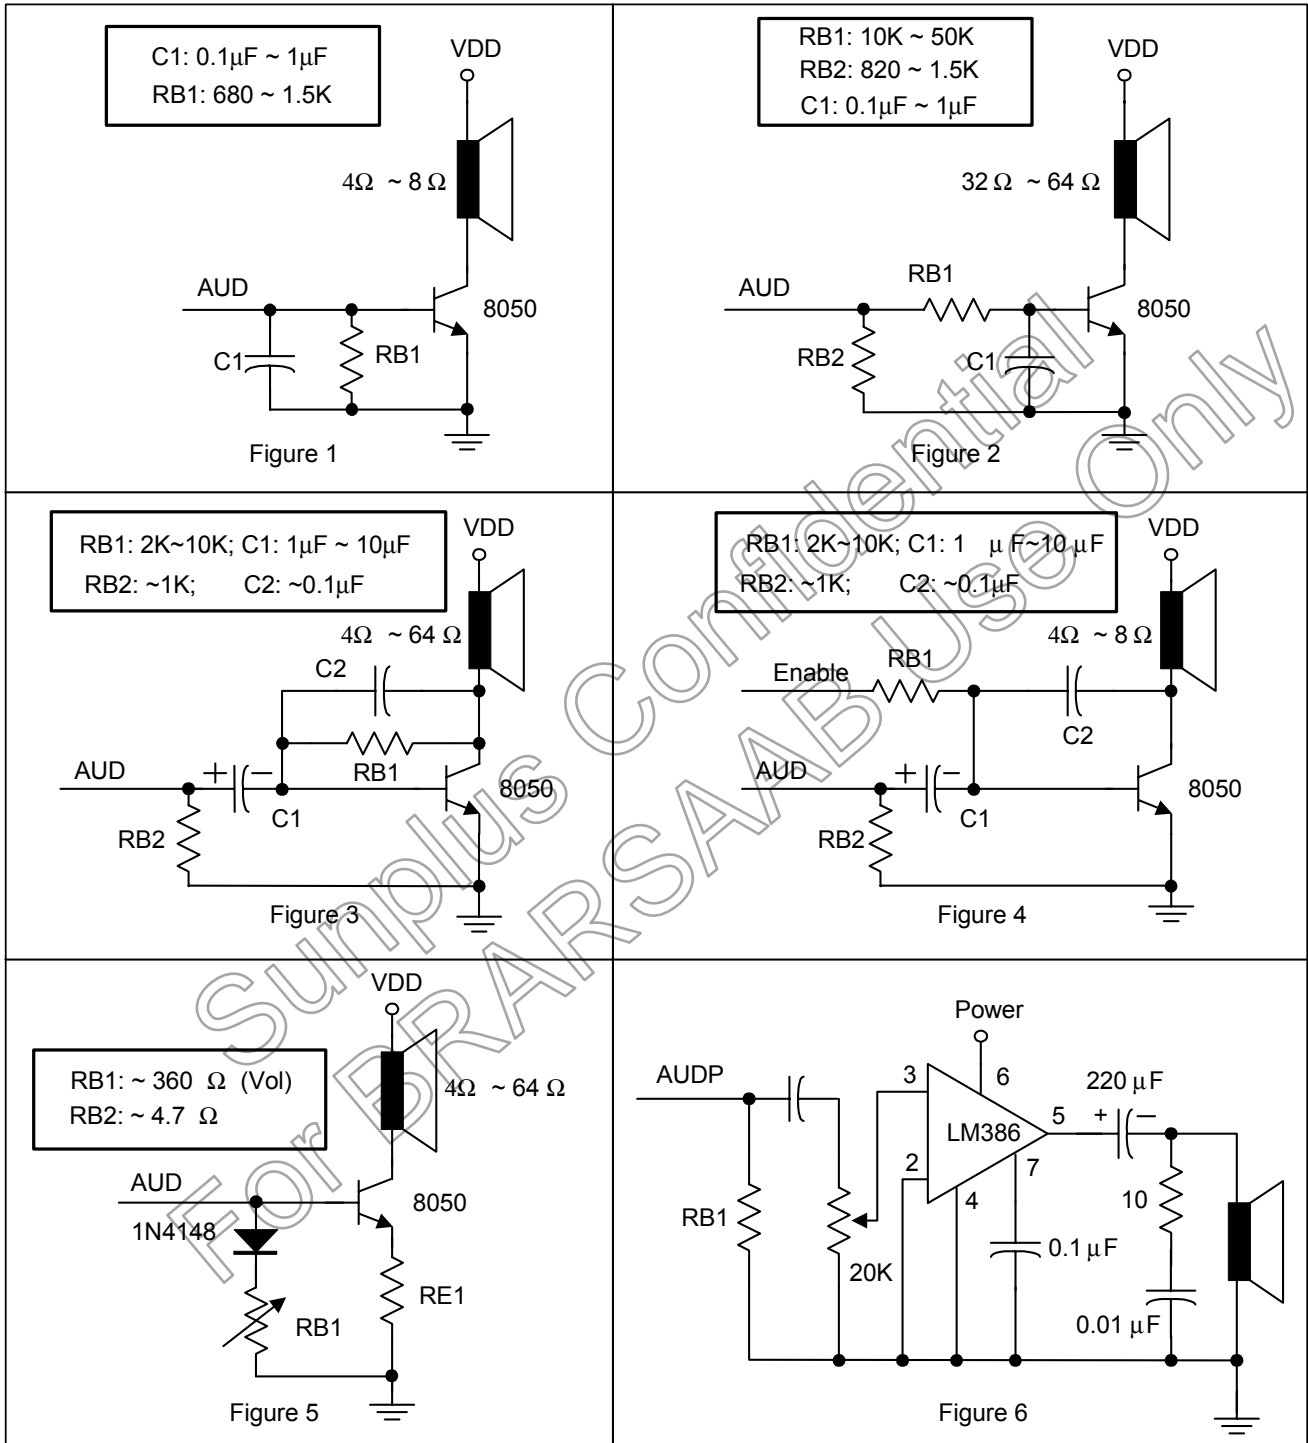 C1: 0.1μF ~ 1μF
RB1: 680 ~ 1.5K
VDD
4Ω ~ 8 Ω
AUD
8050
C1
RB1
Figure 1
RB1: 10K ~ 50K
RB2: 820 ~ 1.5K
C1: 0.1μF ~ 1μF
VDD
32 Ω ~ 64 Ω
RB1
AUD
8050
RB2
C1
Figure 2
RB1: 2K~10K; C1: 1μF ~ 10μF
RB2: ~1K; C2: ~0.1μF
VDD
4Ω ~ 64 Ω
C2
RB1
AUD
+
−
8050
C1
RB2
Figure 3
RB1: 2K~10K; C1: 1 μ F~10 μF
RB2: ~1K; C2: ~0.1μF
VDD
4Ω ~ 8 Ω
RB1
Enable
C2
AUD
+
−
8050
C1
RB2
Figure 4
RB1: ~ 360 Ω (Vol)
RB2: ~ 4.7 Ω
VDD
4Ω ~ 64 Ω
AUD
8050
1N4148
RE1
RB1
Figure 5
Power
AUDP
3
6
220 μF
LM386
5
+
−
2
7
4
10
RB1
0.1 μF
20K
0.01 μF
Figure 6
Sunplus Confidential
For BRARSAAB Use Only